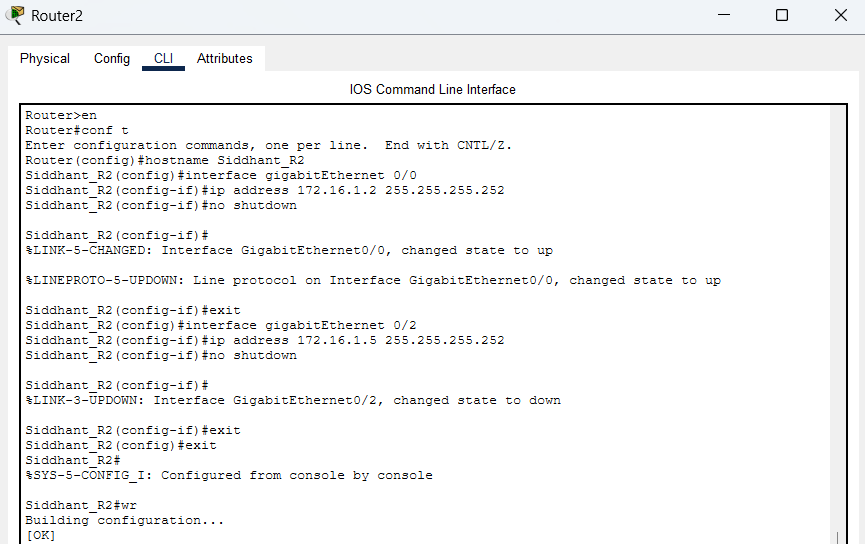 Router2
Physical Config CLI Attributes
IOS Command Line Interface
Router>en
Router#conf t
Enter configuration commands, one per line.  End with CNTL/Z.
Router(config)#hostname Siddhant_R2
Siddhant_R2(config)#interface gigabitEthernet 0/0
Siddhant_R2(config-if)#ip address 172.16.1.2 255.255.255.252
Siddhant_R2(config-if)#no shutdown
Siddhant_R2(config-if)#
%LINK-5-CHANGED: Interface GigabitEthernet0/0, changed state to up
%LINEPROTO-5-UPDOWN: Line protocol on Interface GigabitEthernet0/0, changed state to up
Siddhant_R2(config-if)#exit
Siddhant_R2(config)#interface gigabitEthernet 0/2
Siddhant_R2(config-if)#ip address 172.16.1.5 255.255.255.252
Siddhant_R2(config-if)#no shutdown
Siddhant_R2(config-if)#
%LINK-3-UPDOWN: Interface GigabitEthernet0/2, changed state to down
Siddhant_R2(config-if)#exit
Siddhant_R2(config)#exit
Siddhant_R2#
%SYS-5-CONFIG_I: Configured from console by console
Siddhant_R2#wr
Building configuration...
[OK]